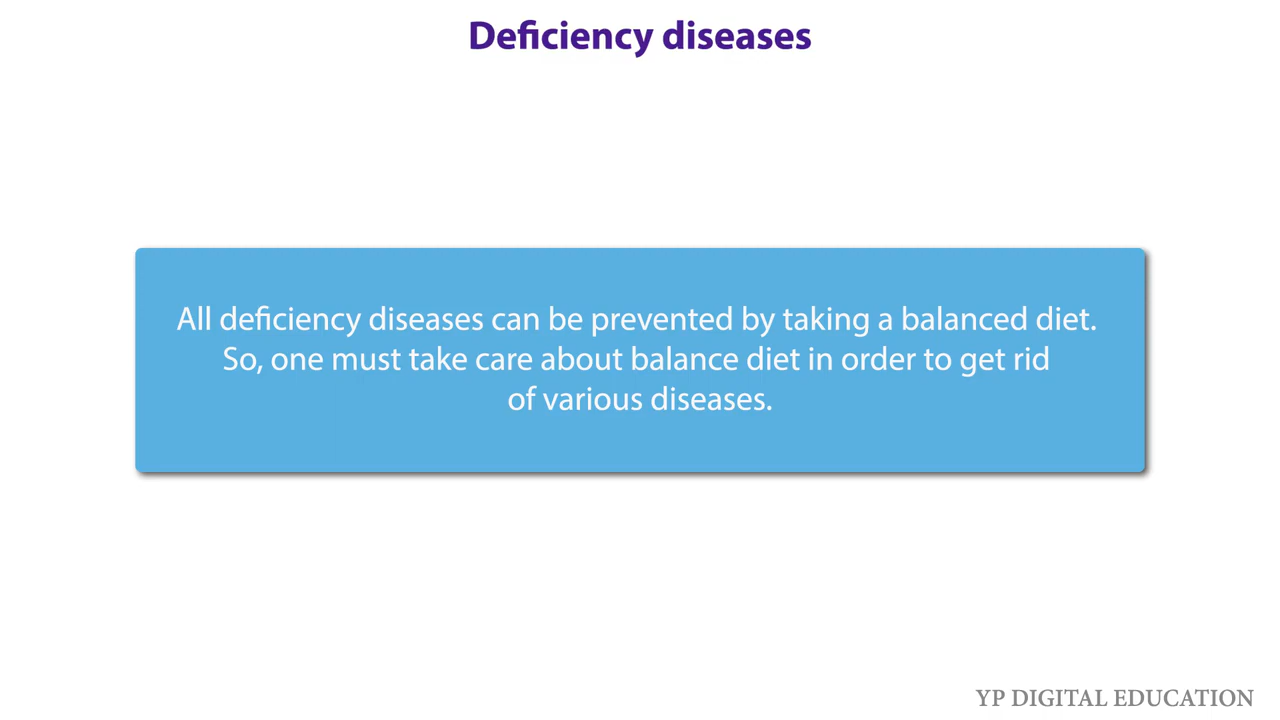 Deficiency diseases
All deficiency diseases can be prevented by taking a balanced diet.
So, one must take care about balance diet in order to get rid
of various diseases.
YP DIGITAL EDUCATION